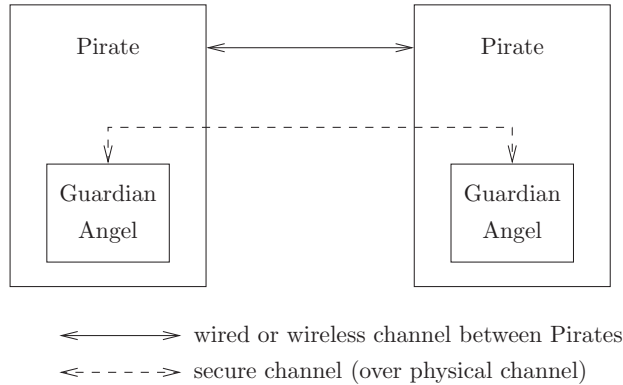 Pirate
Pirate
Guardian
Angel
Guardian
Angel
wired or wireless channel between Pirates
secure channel (over physical channel)